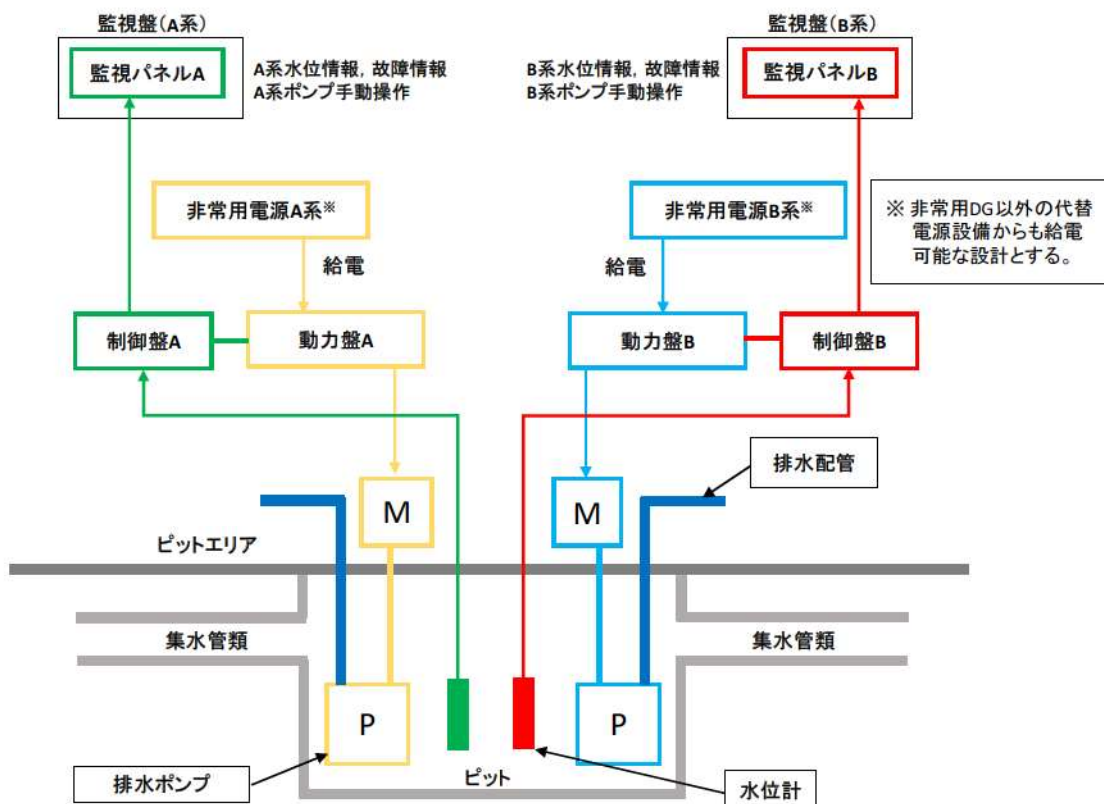 監視盤(A系)
監視パネルA
A系水位情報, 故障情報
A系ポンプ手動操作
監視盤(B系)
監視パネルB
B系水位情報, 故障情報
B系ポンプ手動操作
非常用電源A系※
非常用電源B系※
※ 非常用DG以外の代替
電源設備からも給電
可能な設計とする。
給電
給電
制御盤A
動力盤A
動力盤B
制御盤B
排水配管
M
M
ピットエリア
集水管類
集水管類
P
P
排水ポンプ
ピット
水位計